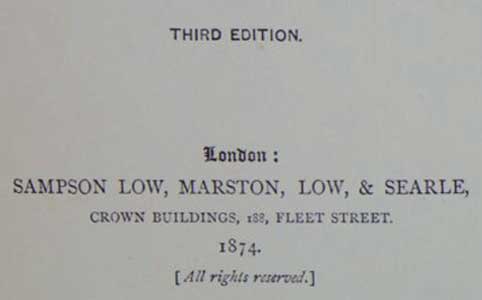 THIRD EDITION.
London:
SAMPSON LOW, MARSTON, LOW, & SEARLE,
CROWN BUILDINGS, 188, FLEET STREET.
1874.
[All rights reserved.]